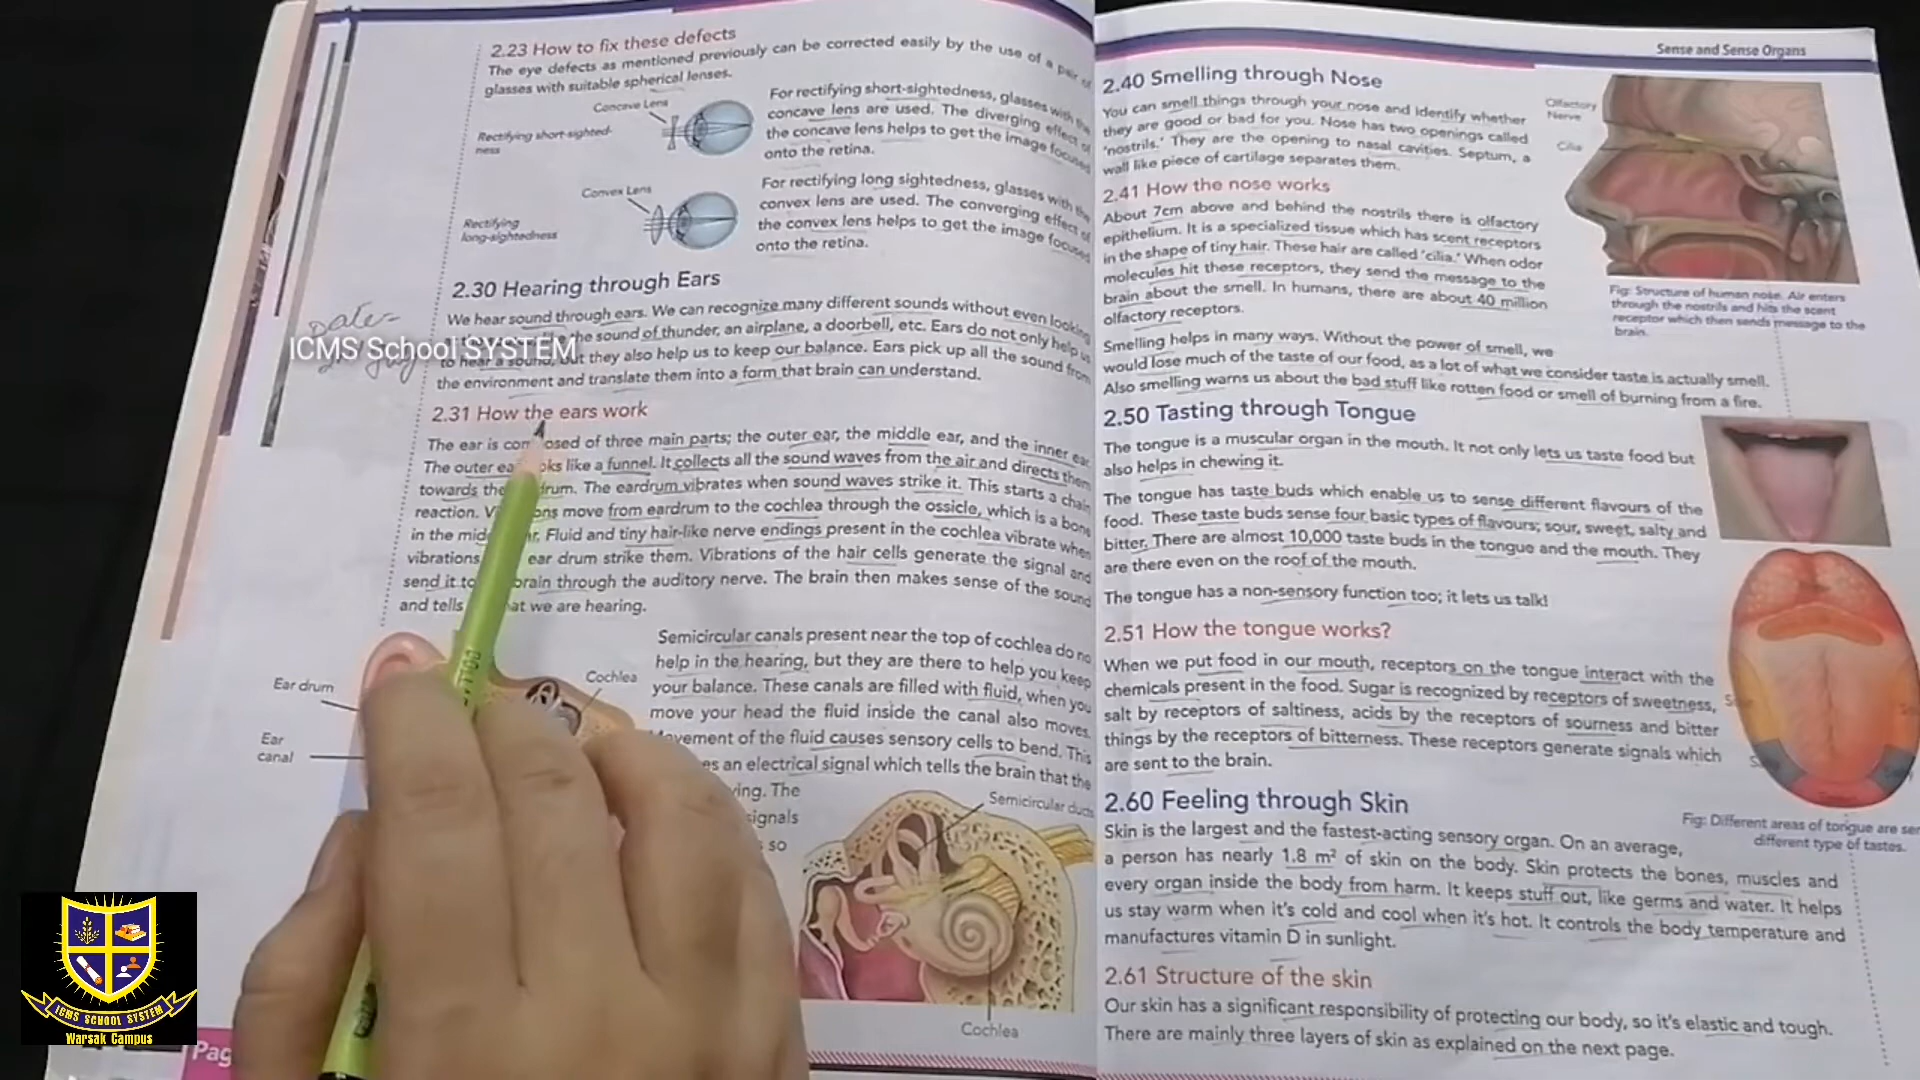 2.23 How to fix these defects
The eye defects as mentioned previously can be corrected easily by the use of a pair of
glasses with suitable spherical lenses.
Concave Lens
Rectifying short-sighted-
ness
For rectifying short-sightedness, glasses with the
concave lens are used. The diverging effect of
the concave lens helps to get the image focused
onto the retina.
Convex Lens
Rectifying
long-sightedness
For rectifying long sightedness, glasses with the
convex lens are used. The converging effect of
the convex lens helps to get the image focused
onto the retina.
2.30 Hearing through Ears
We hear sound through ears. We can recognize many different sounds without even looking
the sound of thunder, an airplane, a doorbell, etc. Ears do not only help us
to hear a sound, but they also help us to keep our balance. Ears pick up all the sound from
the environment and translate them into a form that brain can understand.
Date-
ICMS School SYSTEM
2.31 How the ears work
The ear is composed of three main parts; the outer ear, the middle ear, and the inner ear.
The outer ear looks like a funnel. It collects all the sound waves from the air and directs them
towards the drum. The eardrum vibrates when sound waves strike it. This starts a chain
reaction. move from eardrum to the cochlea through the ossicle, which is a bone
in the Fluid and tiny hair-like nerve endings present in the cochlea vibrate when
vibrations ear drum strike them. Vibrations of the hair cells generate the signal and
send it to brain through the auditory nerve. The brain then makes sense of the sound
and tells at we are hearing.
Ear drum
Ear
canal
Cochlea
Semicircular canals present near the top of cochlea do no
help in the hearing, but they are there to help you keep
your balance. These canals are filled with fluid, when you
move your head the fluid inside the canal also moves.
Movement of the fluid causes sensory cells to bend. This
es an electrical signal which tells the brain that the
ving. The
ignals
so
Semicircular ducts
Cochlea
Pag
ICMS SCHOOL SYSTEM
Warsak Campus
Sense and Sense Organs
2.40 Smelling through Nose
You can smell things through your nose and identify whether
they are good or bad for you. Nose has two openings called
'nostrils.' They are the opening to nasal cavities. Septum, a
wall like piece of cartilage separates them.
2.41 How the nose works
About 7cm above and behind the nostrils there is olfactory
epithelium. It is a specialized tissue which has scent receptors
in the shape of tiny hair. These hair are called 'cilia.' When odor
molecules hit these receptors, they send the message to the
brain about the smell. In humans, there are about 40 million
olfactory receptors.
Olfactory
Nerve
Cilia
Fig: Structure of human nose. Air enters
through the nostrils and hits the scent
receptor which then sends message to the
brain.
Smelling helps in many ways. Without the power of smell, we
would lose much of the taste of our food, as a lot of what we consider taste is actually smell.
Also smelling warns us about the bad stuff like rotten food or smell of burning from a fire.
2.50 Tasting through Tongue
The tongue is a muscular organ in the mouth. It not only lets us taste food but
also helps in chewing it.
The tongue has taste buds which enable us to sense different flavours of the
food. These taste buds sense four basic types of flavours; sour, sweet, salty and
bitter. There are almost 10,000 taste buds in the tongue and the mouth. They
are there even on the roof of the mouth.
The tongue has a non-sensory function too; it lets us talk!
2.51 How the tongue works?
When we put food in our mouth, receptors on the tongue interact with the
chemicals present in the food. Sugar is recognized by receptors of sweetness,
salt by receptors of saltiness, acids by the receptors of sourness and bitter
things by the receptors of bitterness. These receptors generate signals which
are sent to the brain.
Fig: Different areas of tongue are sen
different type of tastes.
2.60 Feeling through Skin
Skin is the largest and the fastest-acting sensory organ. On an average,
a person has nearly 1.8 m² of skin on the body. Skin protects the bones, muscles and
every organ inside the body from harm. It keeps stuff out, like germs and water. It helps
us stay warm when it's cold and cool when it's hot. It controls the body temperature and
manufactures vitamin D in sunlight.
2.61 Structure of the skin
Our skin has a significant responsibility of protecting our body, so it's elastic and tough.
There are mainly three layers of skin as explained on the next page.